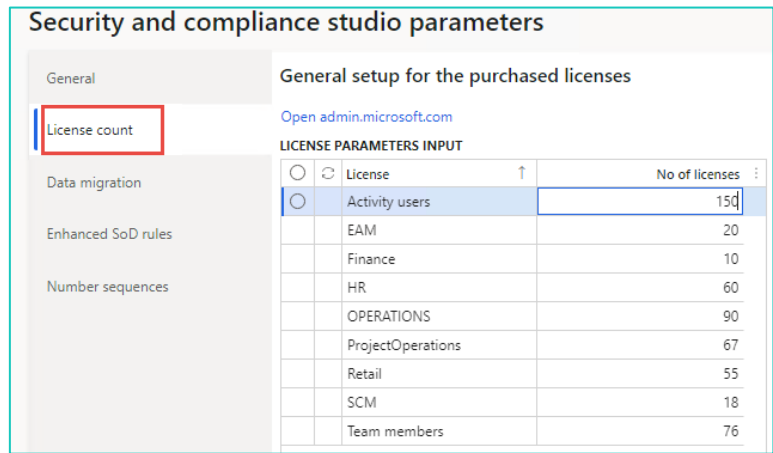 Security and compliance studio parameters
General
License count
Data migration
Enhanced SoD rules
Number sequences
General setup for the purchased licenses
Open admin.microsoft.com
LICENSE PARAMETERS INPUT
License No of licenses
Activity users 150
EAM 20
Finance 10
HR 60
OPERATIONS 90
ProjectOperations 67
Retail 55
SCM 18
Team members 76